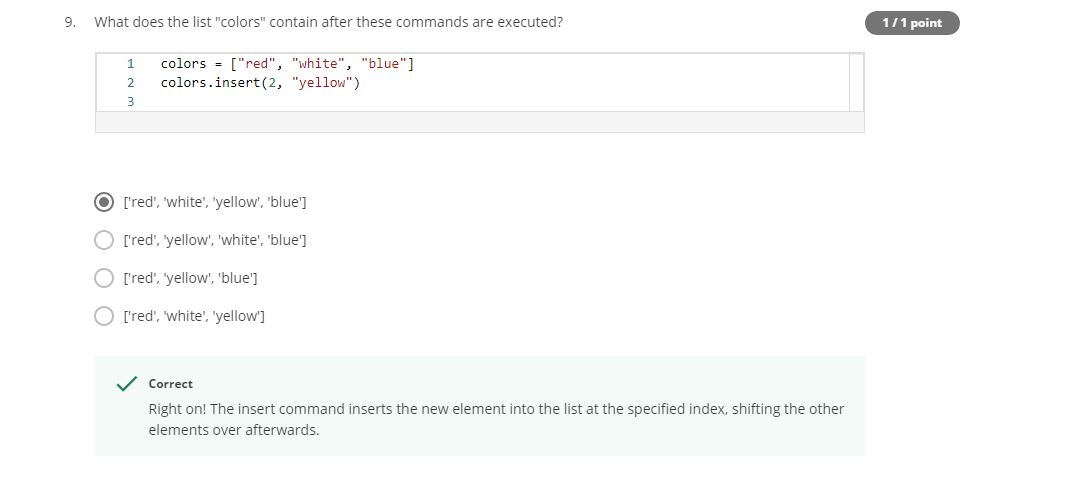 9. What does the list "colors" contain after these commands are executed?
1 / 1 point
1 colors = ["red", "white", "blue"]
2 colors.insert(2, "yellow")
3
['red', 'white', 'yellow', 'blue']
['red', 'yellow', 'white', 'blue']
['red', 'yellow', 'blue']
['red', 'white', 'yellow']
Correct
Right on! The insert command inserts the new element into the list at the specified index, shifting the other
elements over afterwards.